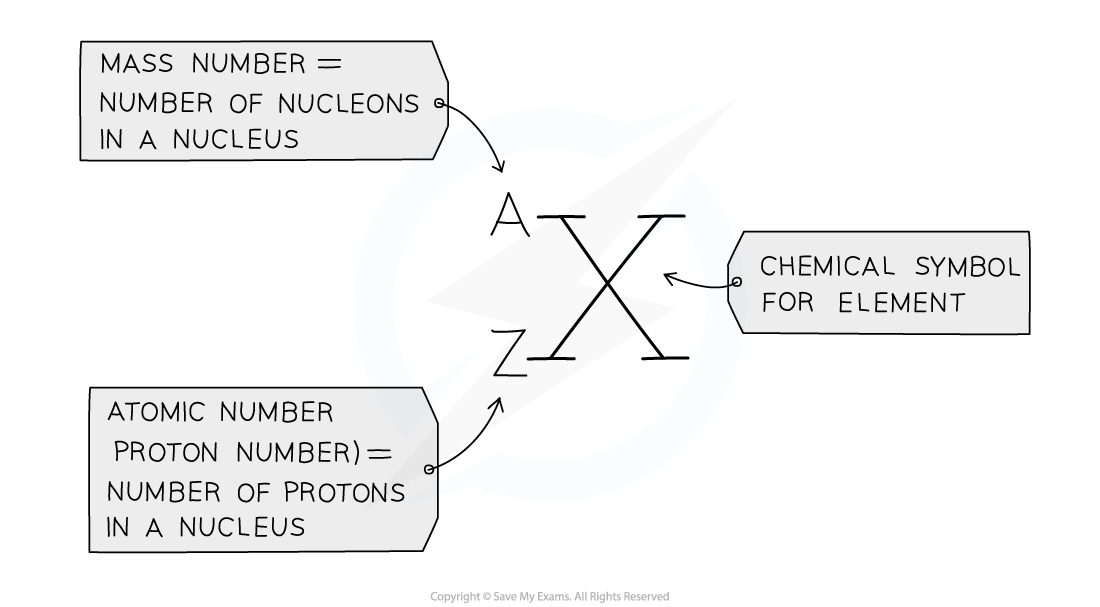 MASS NUMBER =
NUMBER OF NUCLEONS
IN A NUCLEUS
A
X
Z
CHEMICAL SYMBOL
FOR ELEMENT
ATOMIC NUMBER
PROTON NUMBER) =
NUMBER OF PROTONS
IN A NUCLEUS
Copyright © Save My Exams. All Rights Reserved